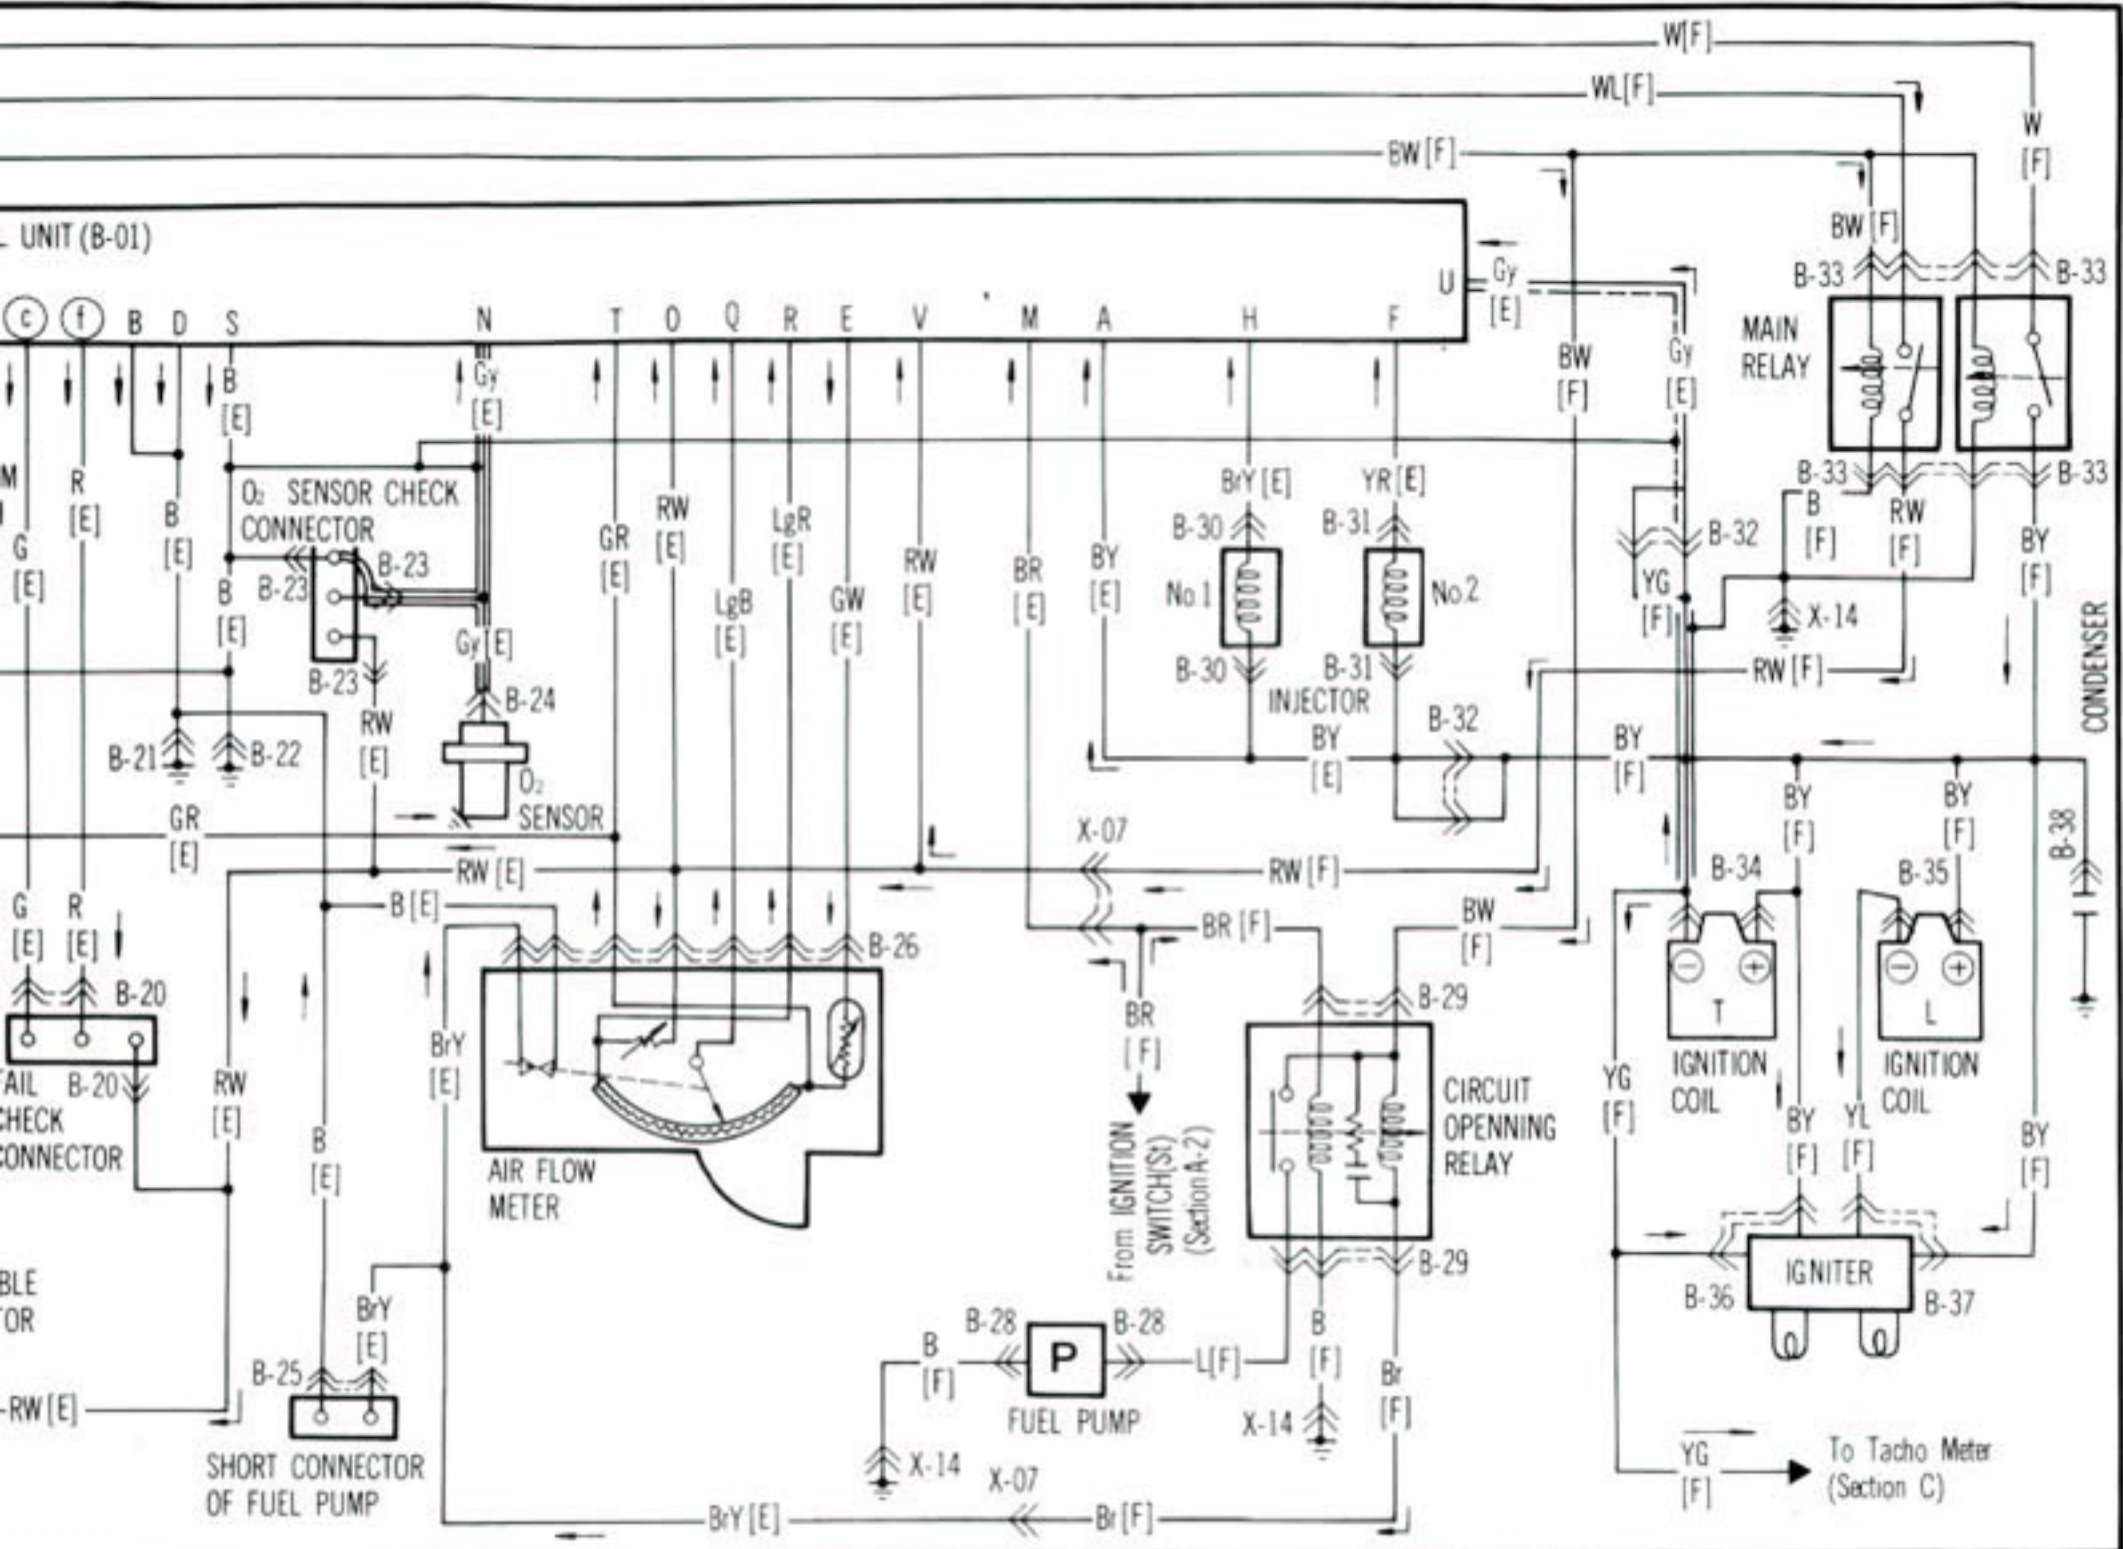 W[F]
WL[F]
W
[F]
BW[F]
BW[F]
UNIT (B-01)
U
Gy
[E]
B-33
B-33
MAIN
RELAY
c
f
B
D
S
N
T
O
Q
R
E
V
M
A
H
F
BW
[F]
Gy
[E]
B
[E]
Gy
[E]
B-33
B-33
M
R
[E]
O2 SENSOR CHECK
CONNECTOR
B
[E]
RW
[E]
LgR
[E]
BrY[E]
YR[E]
B
[F]
RW
[F]
BY
[F]
G
[E]
B-23
B-23
GR
[E]
RW
[E]
BR
[E]
BY
[E]
B-30
B-31
No.1
No.2
B-32
YG
[F]
X-14
B
[E]
LgB
[E]
GW
[E]
Gy[E]
B-23
B-24
B-30
B-31
INJECTOR
RW[F]
CONDENSER
RW
[E]
B-21
B-22
O2
SENSOR
BY
[E]
B-32
BY
[F]
BY
[F]
BY
[F]
B-38
GR
[E]
X-07
RW[E]
RW[F]
B-34
B-35
G
[E]
R
[E]
B[E]
B-26
BR[F]
BW
[F]
B-20
BR
[F]
B-29
T
L
IGNITION
COIL
IGNITION
COIL
BrY
[E]
AIL
CHECK
CONNECTOR
B-20
RW
[E]
B
[E]
AIR FLOW
METER
From IGNITION
SWITCH(St)
(Section A-2)
CIRCUIT
OPENNING
RELAY
YG
[F]
BY
[F]
YL
[F]
BY
[F]
B-29
IGNITER
B-36
B-37
BLE
TOR
BrY
[E]
B-28
B-28
P
FUEL PUMP
B
[F]
L[F]
B
[F]
Br
[F]
B-25
RW[E]
SHORT CONNECTOR
OF FUEL PUMP
X-14
X-14
X-07
BrY[E]
Br[F]
YG
[F]
To Tacho Meter
(Section C)